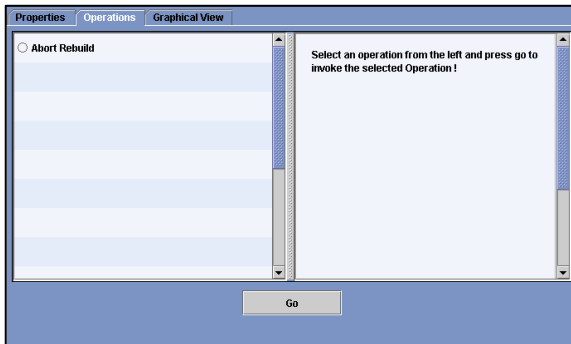 Properties Operations Graphical View
Abort Rebuild
Select an operation from the left and press go to
invoke the selected Operation !
Go